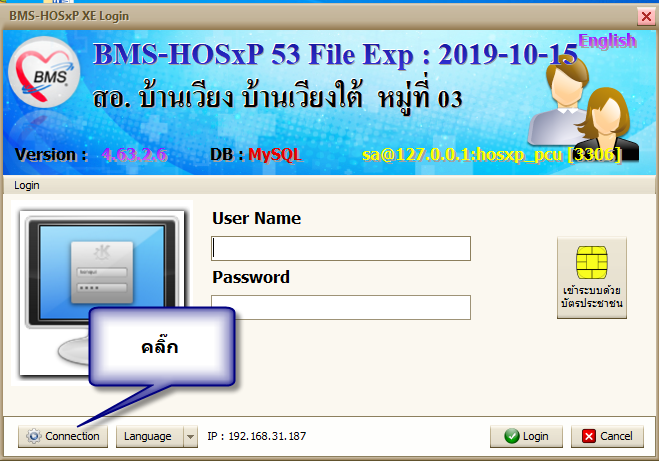 BMS-HOSxP XE Login
BMS-HOSxP 53 File Exp : 2019-10-15
English
BMS
สอ. บ้านเวียง บ้านเวียงใต้ หมู่ที่ 03
Version : 4.63.2.6 DB : MySQL sa@127.0.0.1:hosxp_pcu [3306]
Login
User Name
Password
เข้าระบบด้วย
บัตรประชาชน
คลิ๊ก
Connection Language IP : 192.168.31.187 Login Cancel